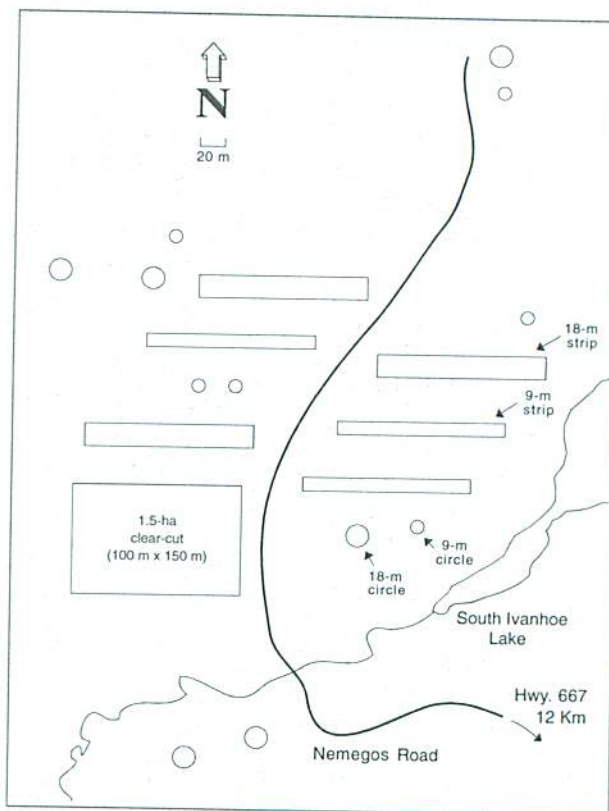 N
20 m
18-m
strip
9-m
strip
1.5-ha
clear-cut
(100 m x 150 m)
9-m
circle
18-m
circle
South Ivanhoe
Lake
Hwy. 667
12 Km
Nemegos Road